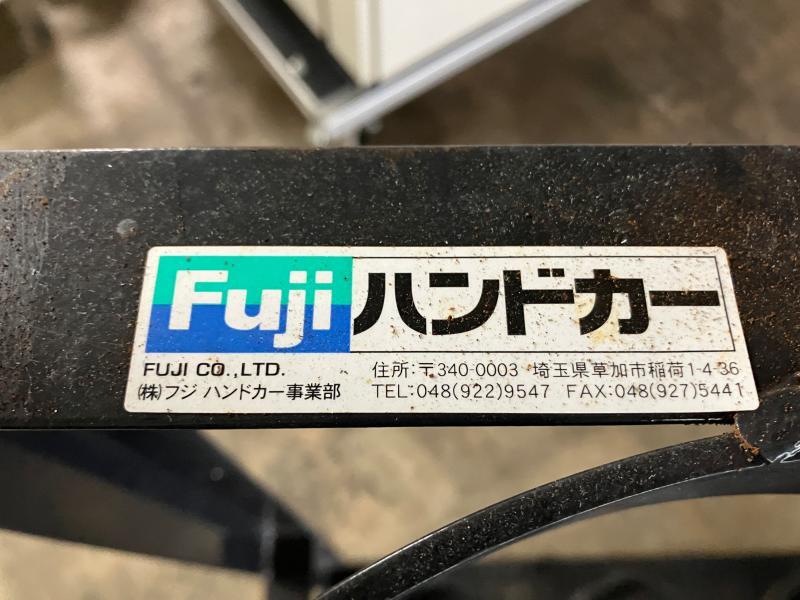 Fuji ハンドカー
FUJI CO.,LTD.
㈱フジ ハンドカー事業部
住所:〒340-0003 埼玉県草加市稲荷1-4-36
TEL:048(922)9547 FAX:048(927)5441